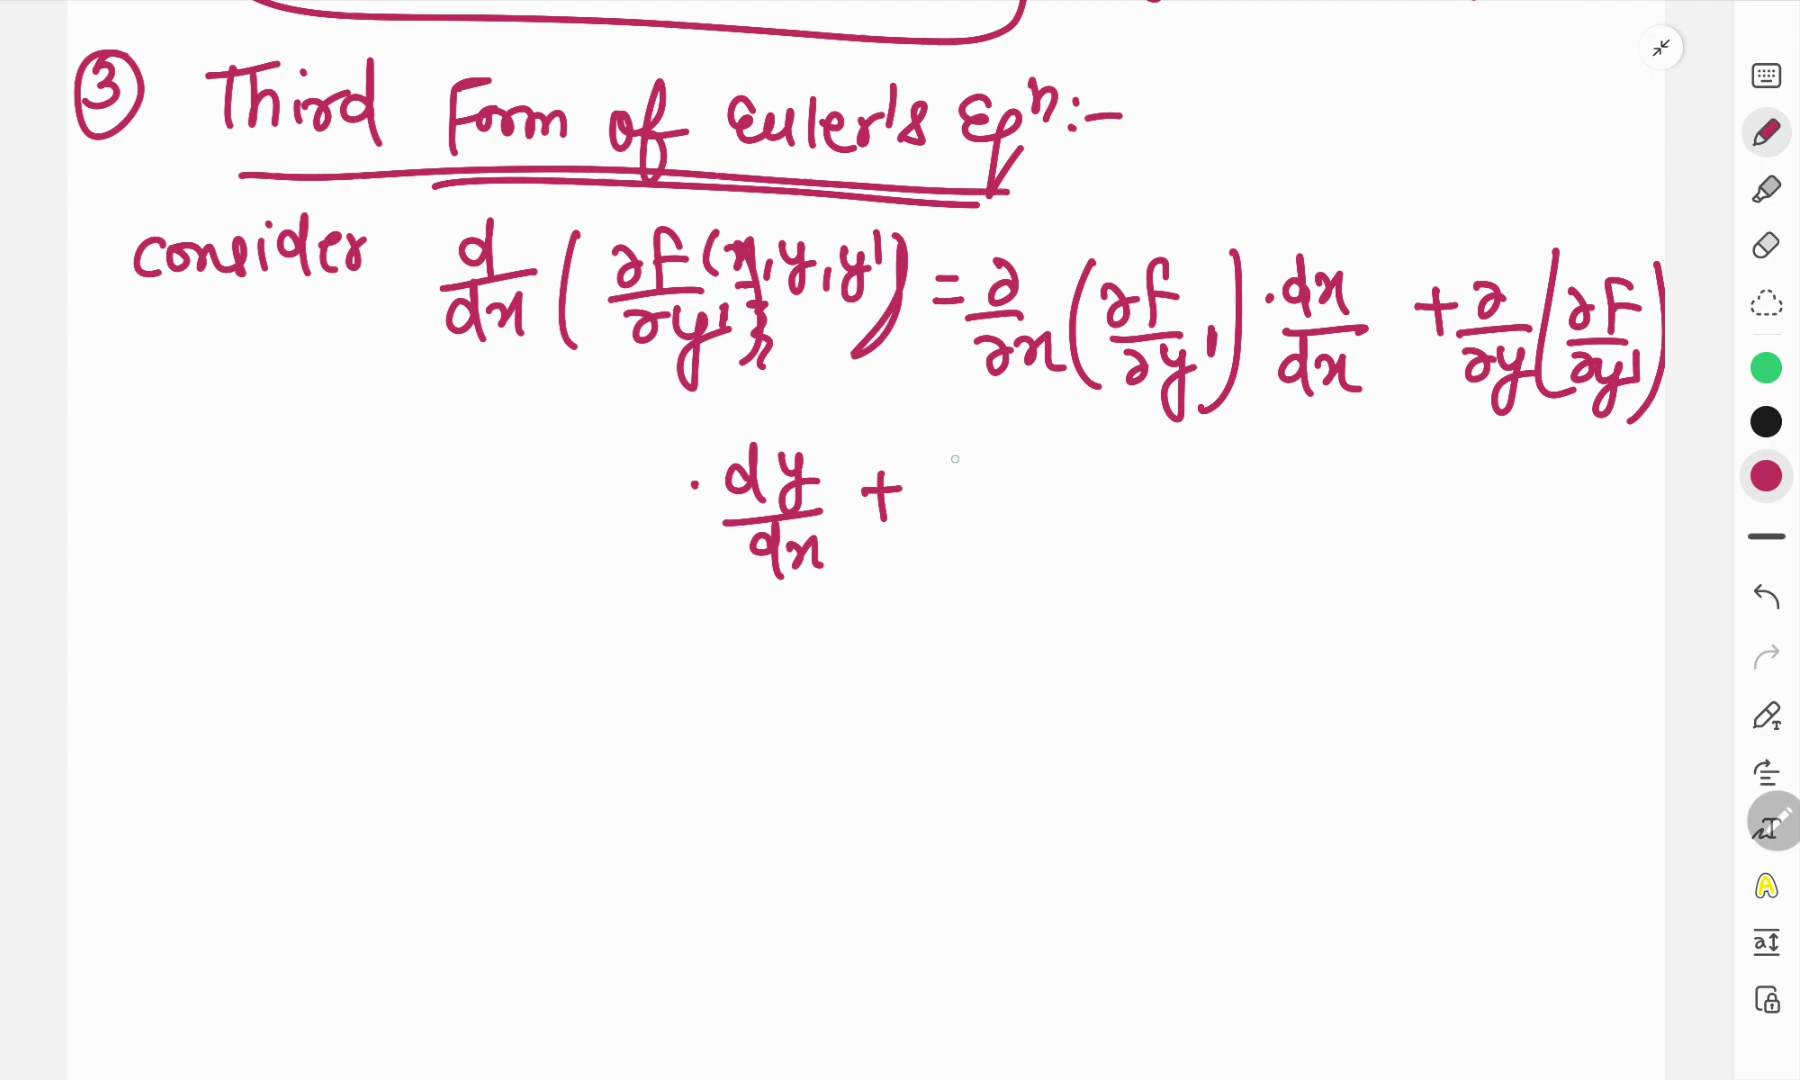 ③ Third Form of Euler's Eqⁿ:-
consider d/dx (∂F(x,y,y')/∂y') = ∂/∂x (∂F/∂y') · dx/dx + ∂/∂y (∂F/∂y')
· dy/dx +